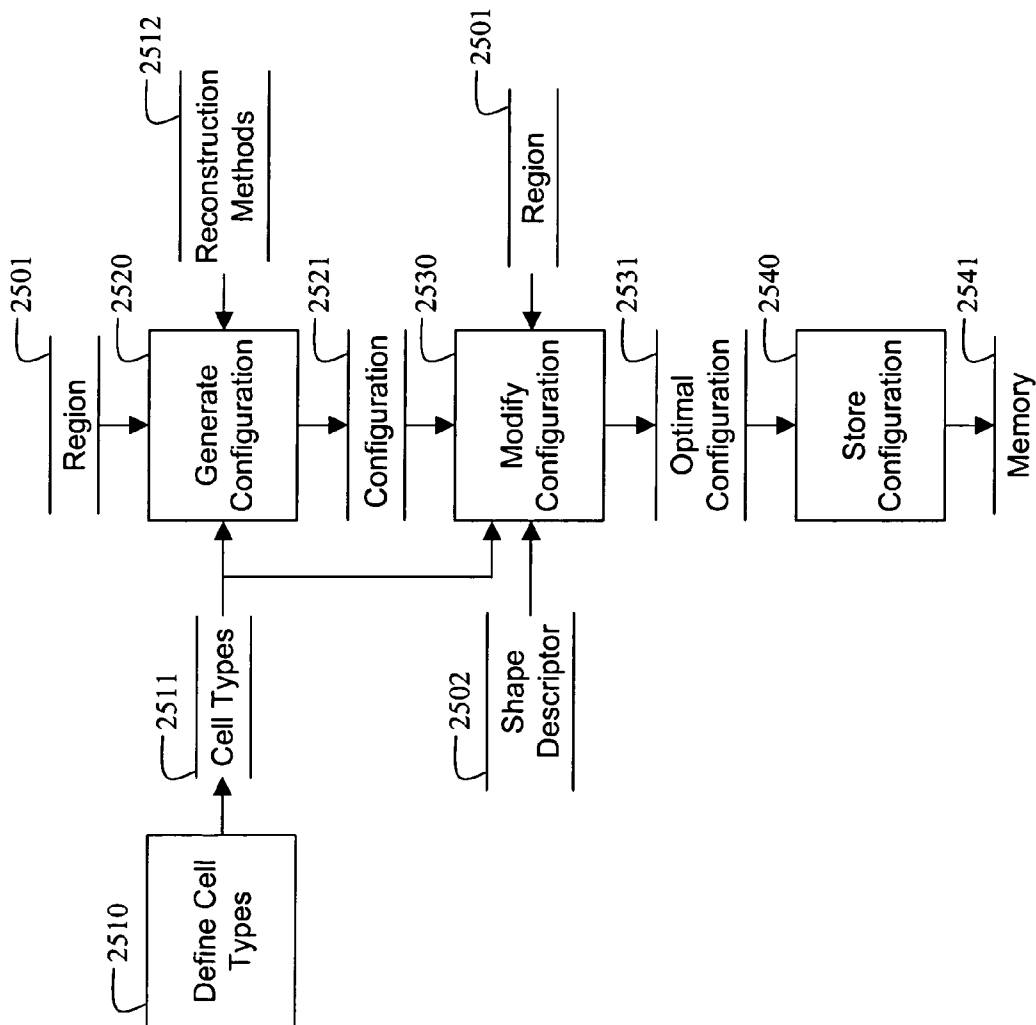 2510
Define Cell
Types
2511
Cell Types
2502
Shape
Descriptor
2501
Region
2520
Generate
Configuration
2512
Reconstruction
Methods
2521
Configuration
2530
Modify
Configuration
2501
Region
2531
Optimal
Configuration
2540
Store
Configuration
2541
Memory